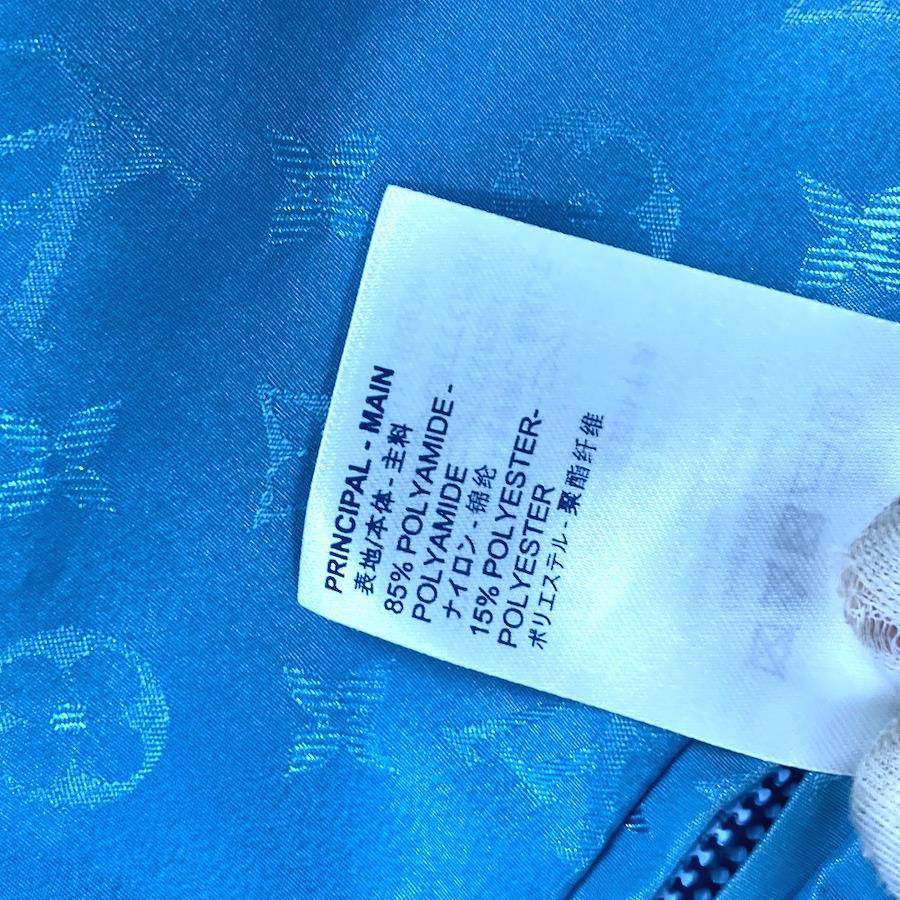 PRINCIPAL - MAIN
表地/本体 - 主料
85% POLYAMIDE -
POLYAMIDE
ナイロン - 锦纶
15% POLYESTER-
POLYESTER
ポリエステル - 聚酯纤维